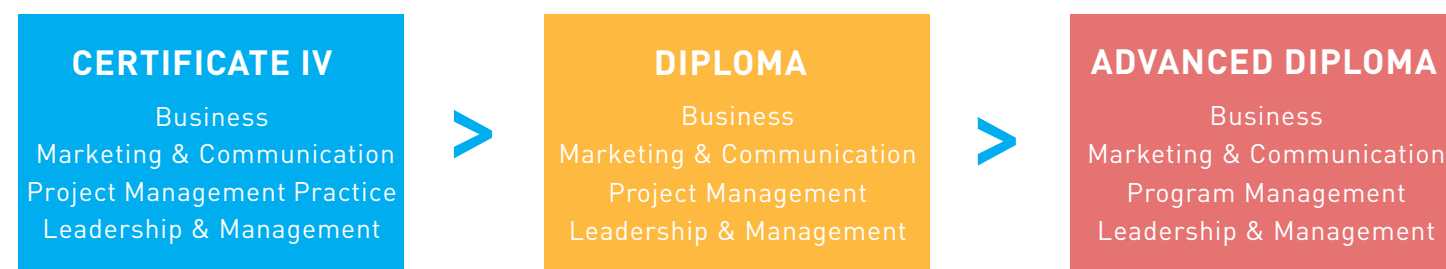 CERTIFICATE IV
Business
Marketing & Communication
Project Management Practice
Leadership & Management
>
DIPLOMA
Business
Marketing & Communication
Project Management
Leadership & Management
>
ADVANCED DIPLOMA
Business
Marketing & Communication
Program Management
Leadership & Management